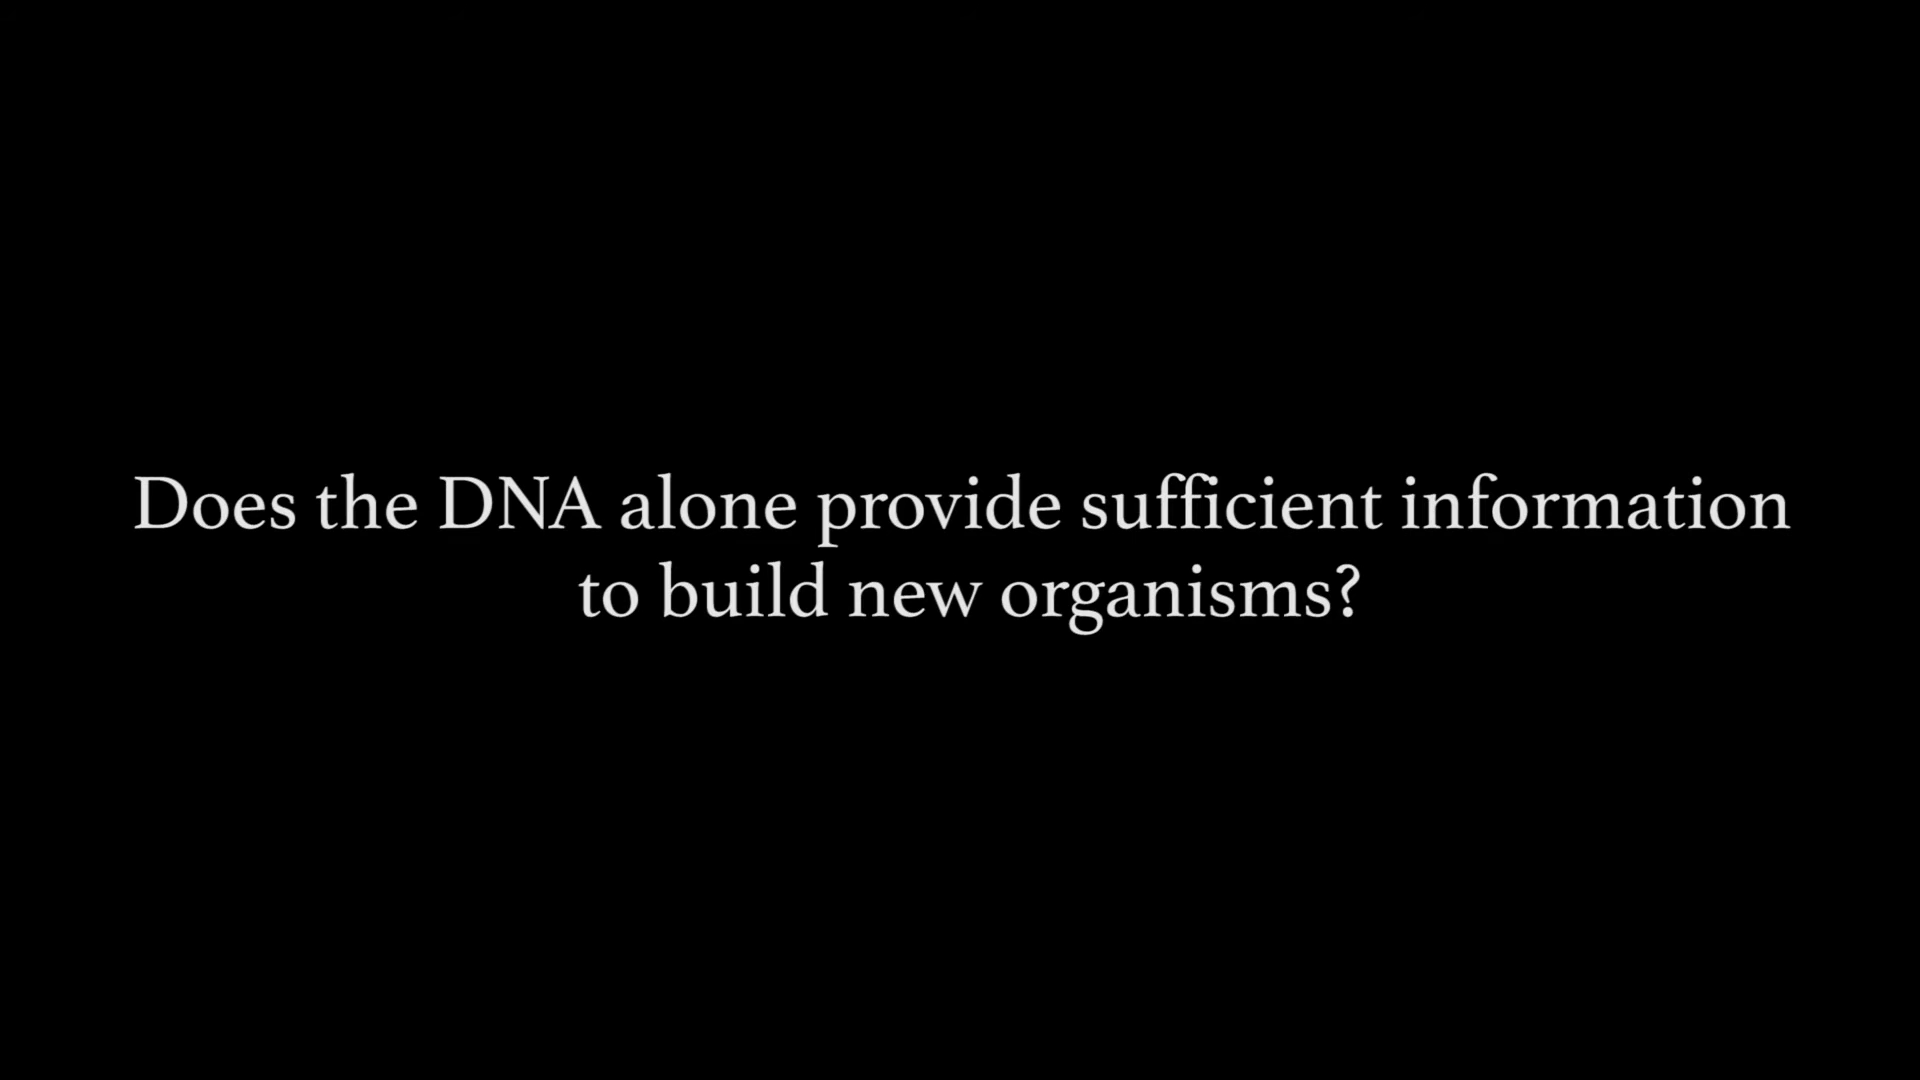 Does the DNA alone provide sufficient information
to build new organisms?